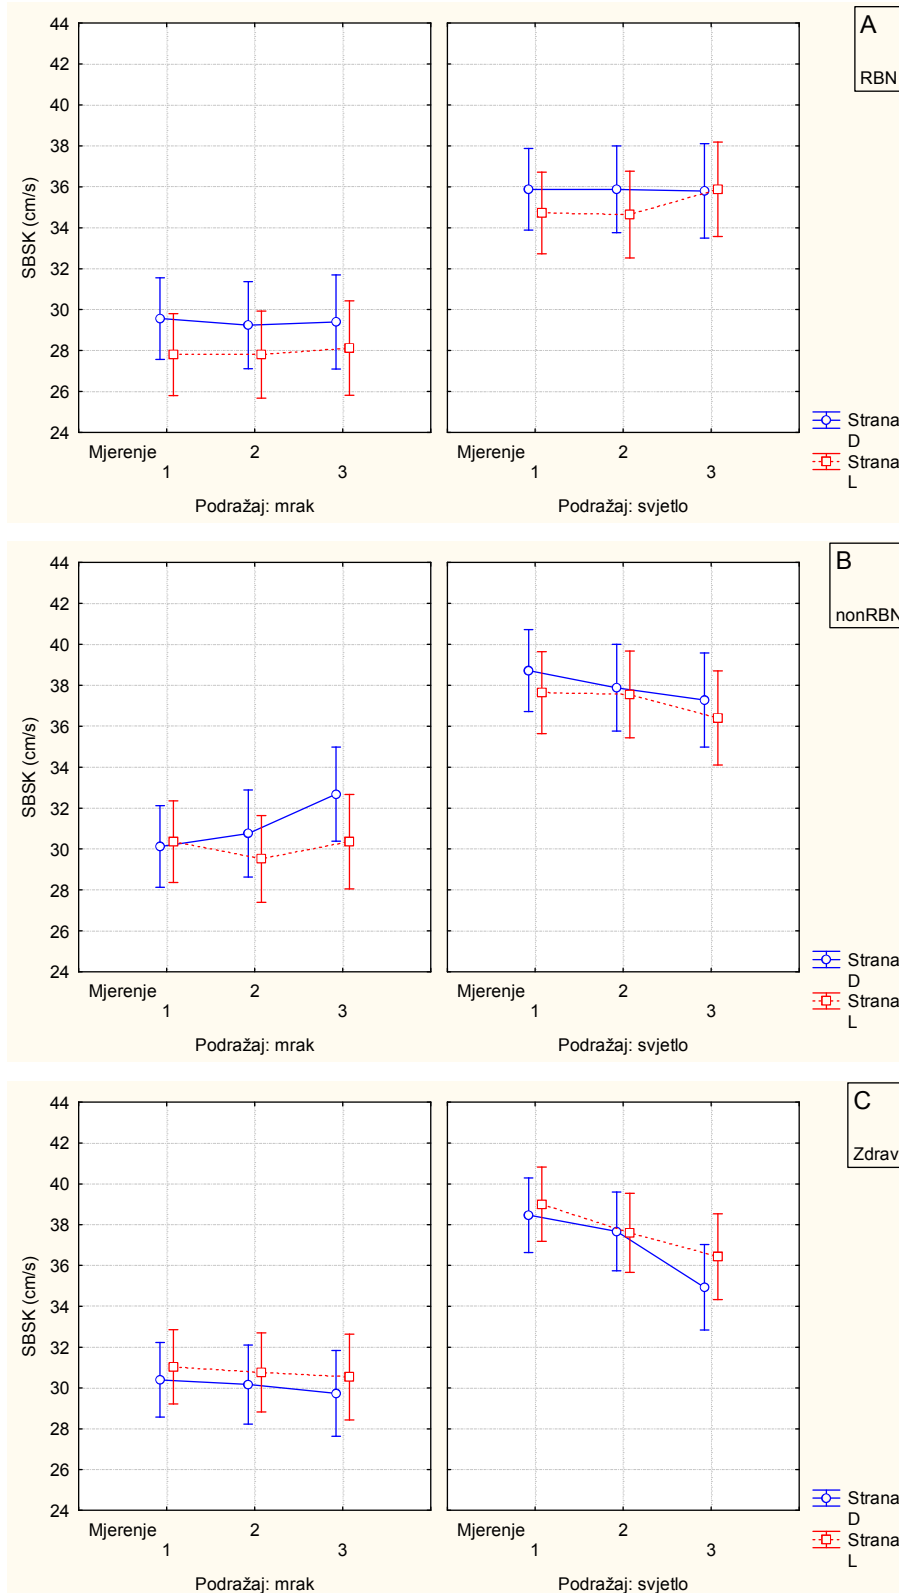 A
RBN
44
42
40
38
36
34
32
30
28
26
24
SBSK (cm/s)
Mjerenje
1
2
3
1
2
3
Podražaj: mrak
Podražaj: svjetlo
Strana
D
Strana
L
B
nonRBN
44
42
40
38
36
34
32
30
28
26
24
SBSK (cm/s)
Mjerenje
1
2
3
1
2
3
Podražaj: mrak
Podražaj: svjetlo
Strana
D
Strana
L
C
Zdrav
44
42
40
38
36
34
32
30
28
26
24
SBSK (cm/s)
Mjerenje
1
2
3
1
2
3
Podražaj: mrak
Podražaj: svjetlo
Strana
D
Strana
L